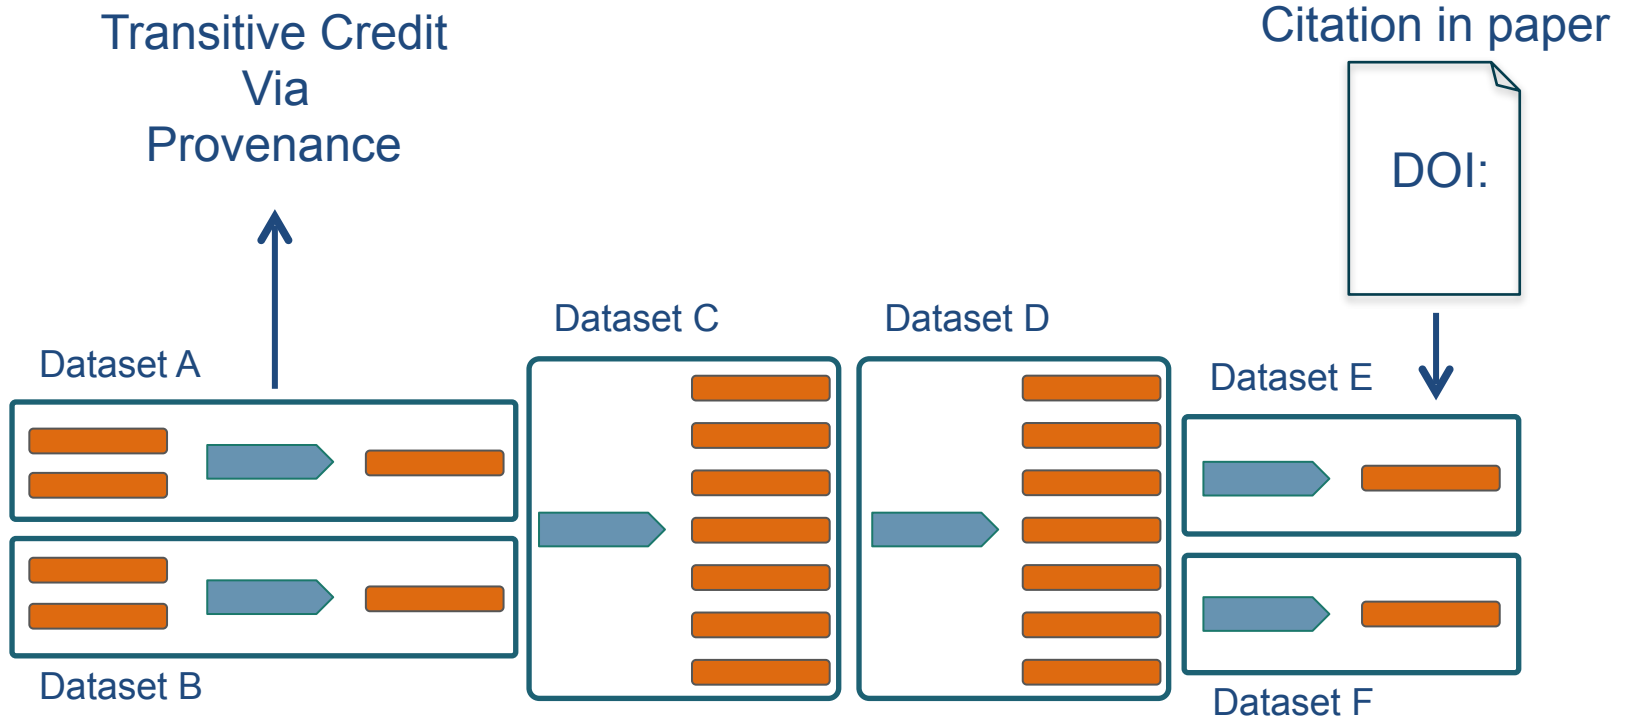 Transitive Credit
Via
Provenance
Citation in paper
DOI:
Dataset A
Dataset B
Dataset C
Dataset D
Dataset E
Dataset F